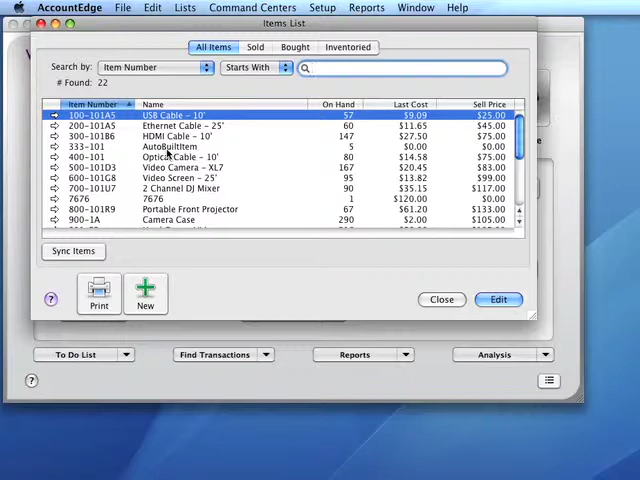 AccountEdge File Edit Lists Command Centers Setup Reports Window Help
Items List
All Items Sold Bought Inventoried
Search by: Item Number Starts With
# Found: 22
Item Number Name On Hand Last Cost Sell Price
100-101A5 USB Cable - 10' 57 $9.09 $25.00
200-101A5 Ethernet Cable - 25' 60 $11.65 $45.00
300-101B6 HDMI Cable - 10' 147 $27.50 $75.00
333-101 AutoBuiltItem 5 $0.00 $0.00
400-101 Optical Cable - 10' 80 $14.58 $75.00
500-101D3 Video Camera - XL7 167 $20.45 $83.00
600-101G8 Video Screen - 25' 95 $13.82 $99.00
700-101U7 2 Channel DJ Mixer 90 $35.15 $117.00
7676 7676 1 $120.00 $0.00
800-101R9 Portable Front Projector 67 $61.20 $133.00
900-1A Camera Case 290 $2.00 $105.00
Sync Items
? Print New Close Edit
To Do List Find Transactions Reports Analysis
?